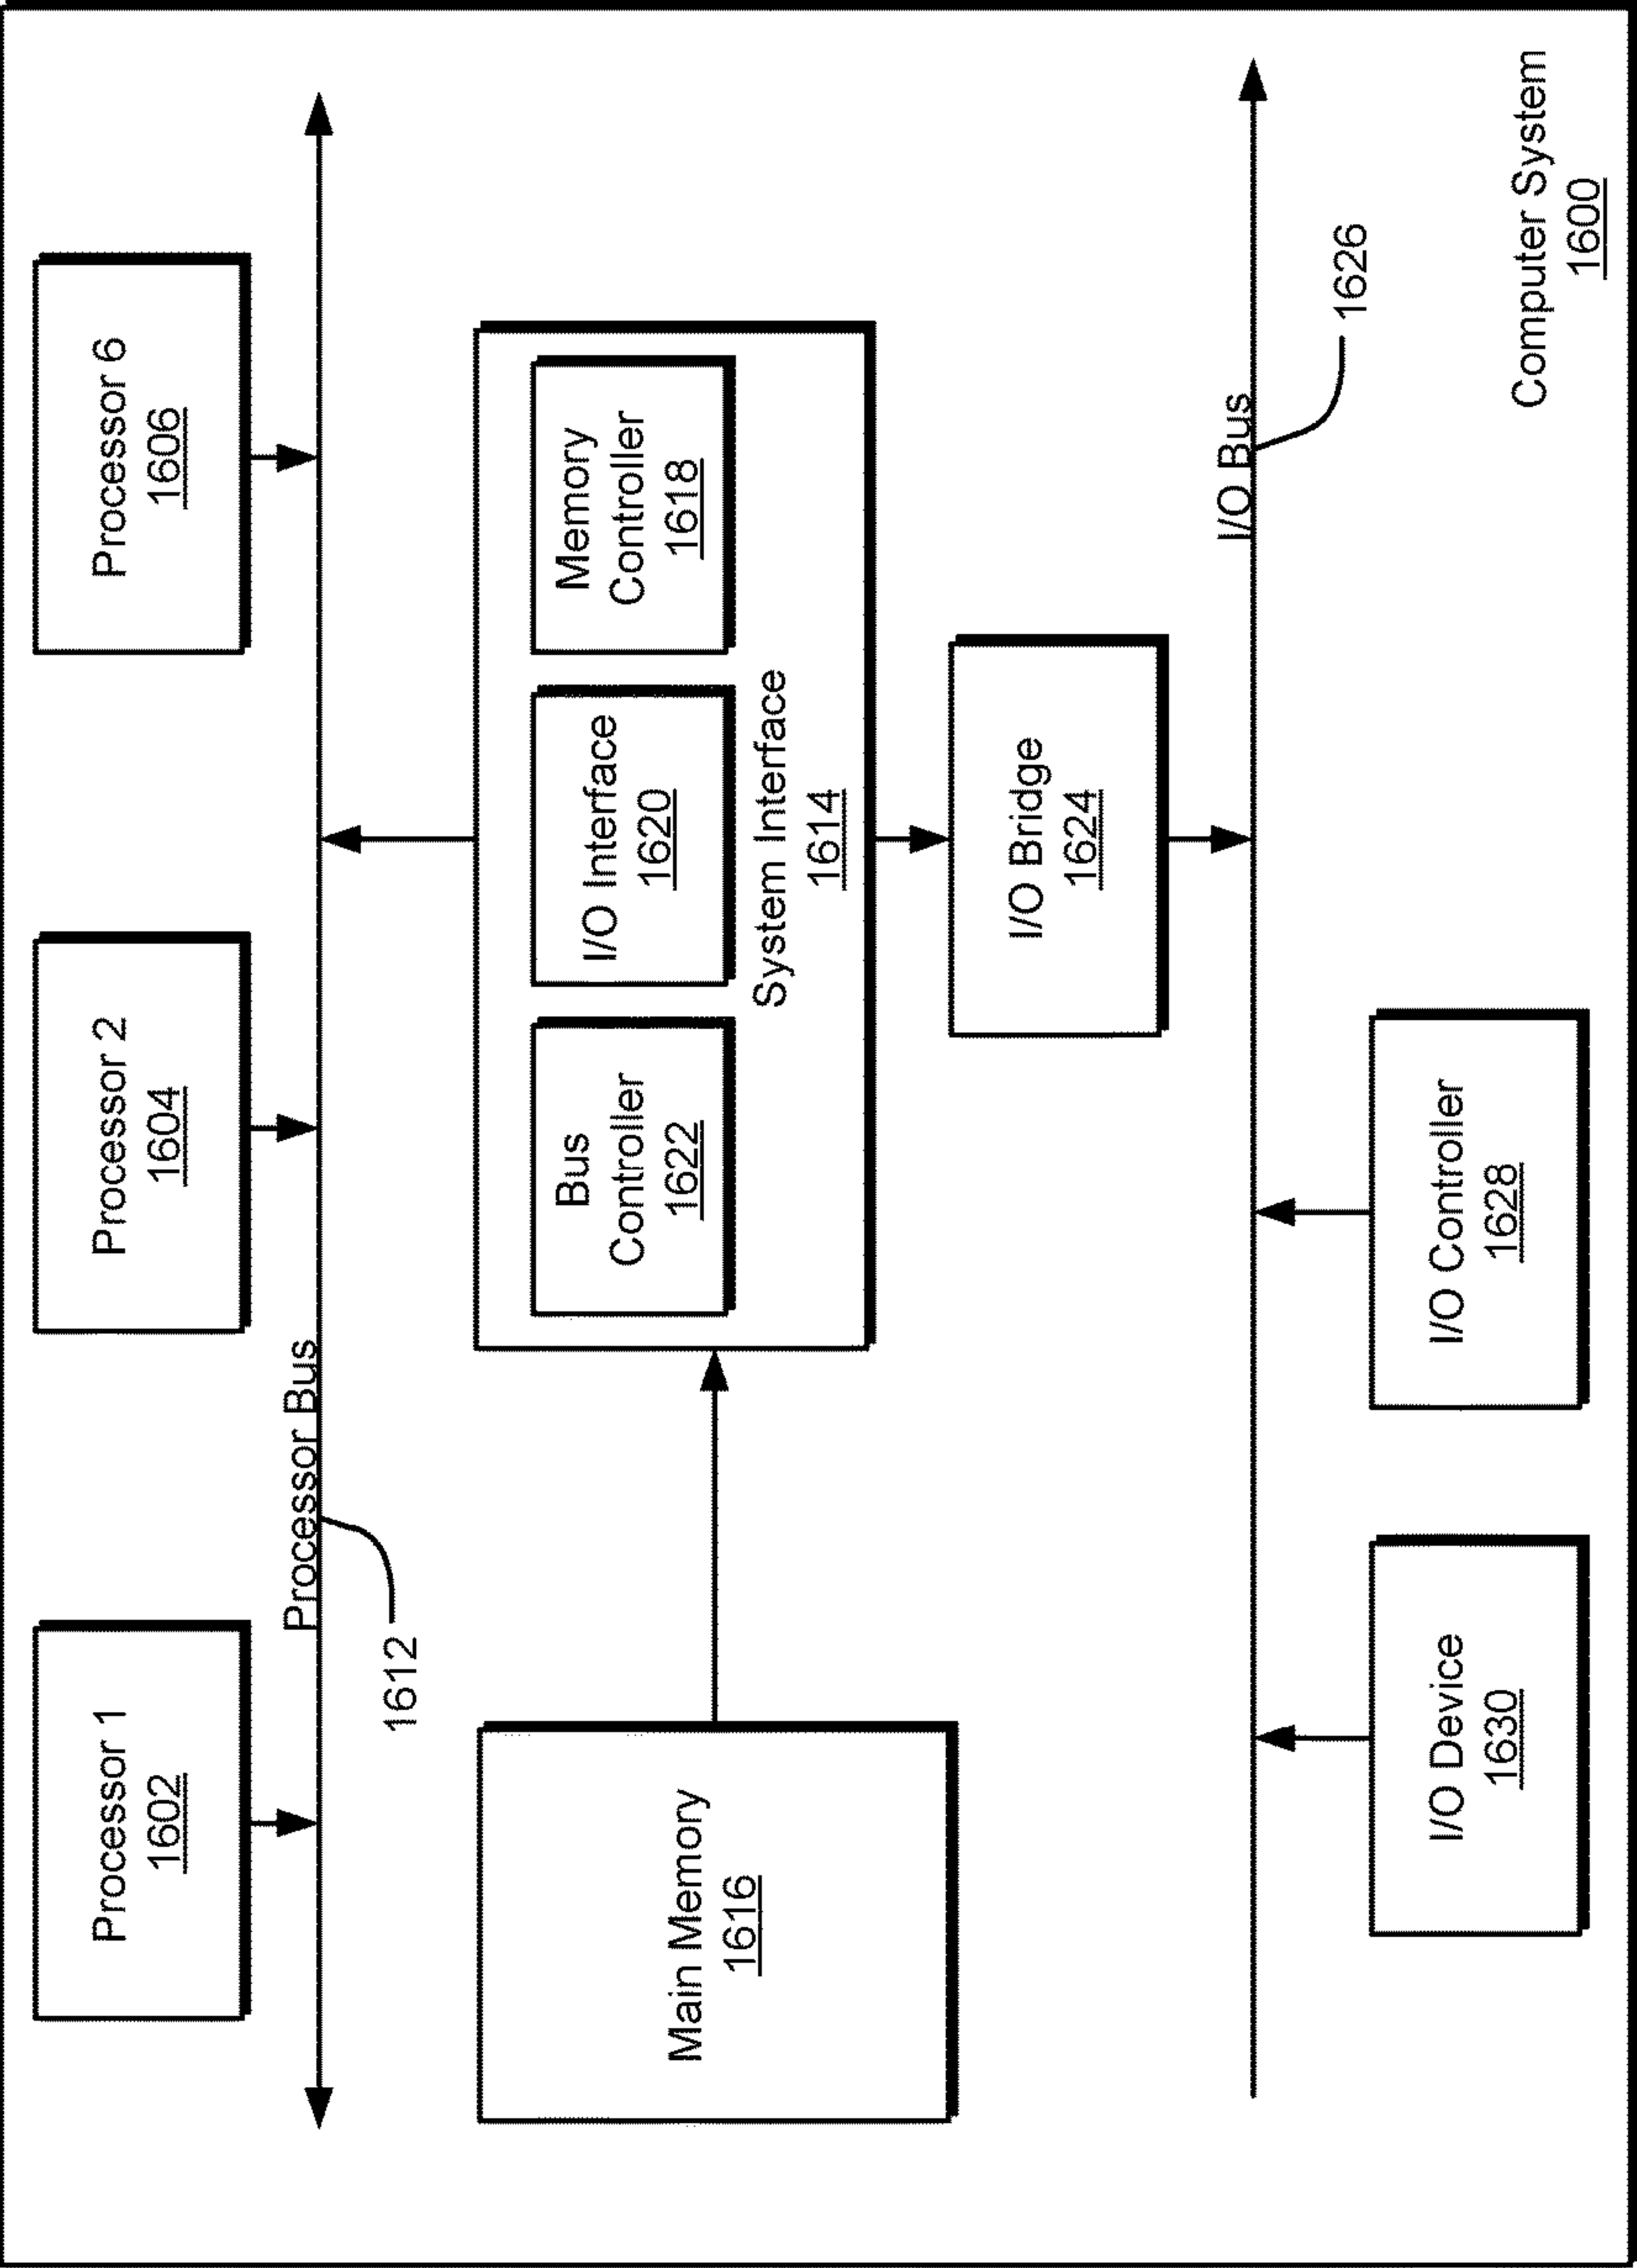 Processor 1
1602
Processor 2
1604
Processor 6
1606
Processor Bus
1612
Main Memory
1616
Bus
Controller
1622
I/O Interface
1620
Memory
Controller
1618
System Interface
1614
I/O Bridge
1624
I/O Bus
1626
I/O Device
1630
I/O Controller
1628
Computer System
1600